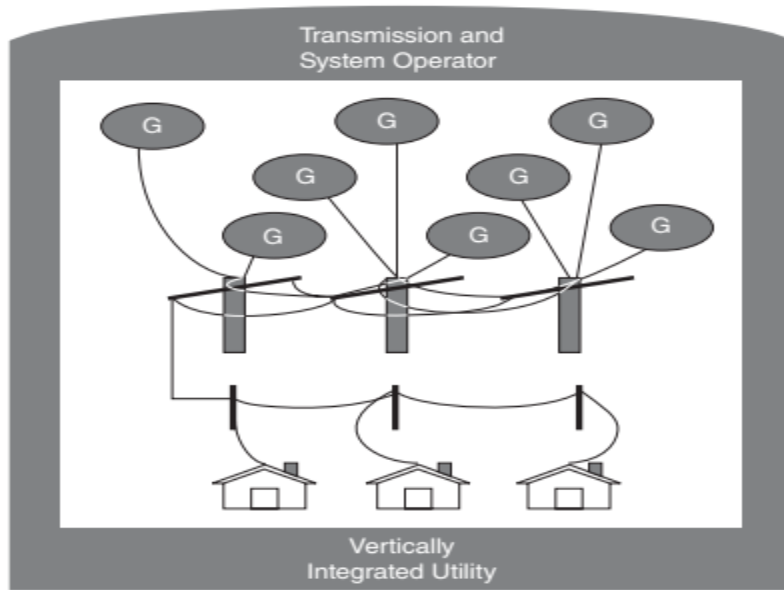 Transmission and
System Operator
G
G
G
G
G
G
G
G
Vertically
Integrated Utility